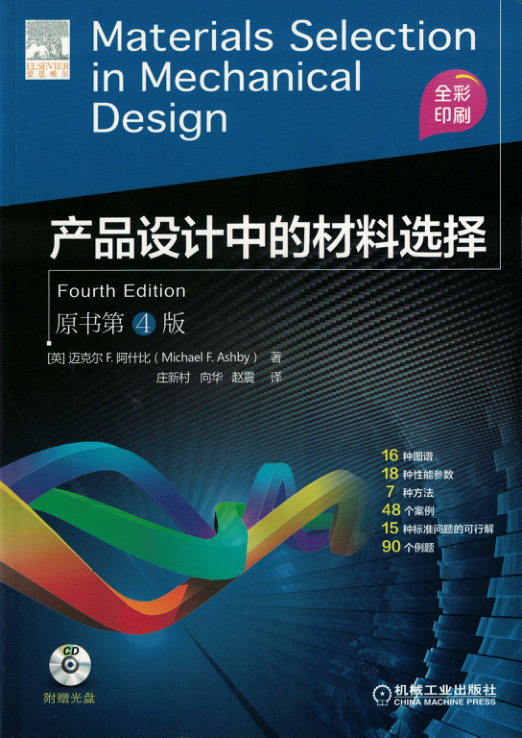 ELSEVIER
爱思唯尔
Materials Selection
in Mechanical
Design
全彩
印刷
产品设计中的材料选择
Fourth Edition
原书第4版
[英] 迈克尔 F. 阿什比（Michael F. Ashby） 著
庄新村 向华 赵震 译
16 种图谱
18 种性能参数
7 种方法
48 个案例
15 种标准问题的可行解
90 个例题
CD
附赠光盘
机械工业出版社
CHINA MACHINE PRESS